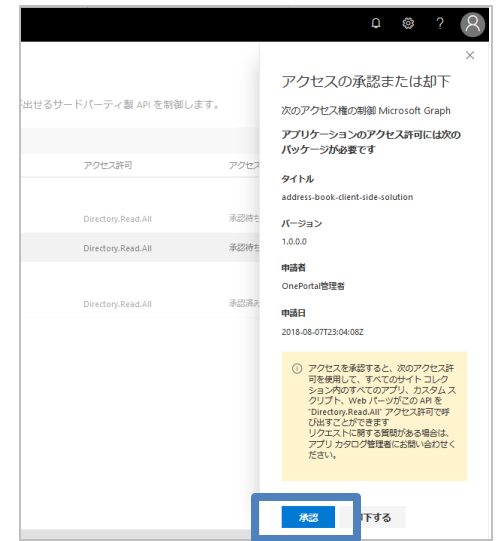 ?
アクセスの承認または却下
出せるサードパーティ製 API を制御します。
次のアクセス権の制御 Microsoft Graph
アプリケーションのアクセス許可には次の
パッケージが必要です
アクセス許可
アクセス
タイトル
address-book-client-side-solution
Directory.Read.All
承認待ち
バージョン
1.0.0.0
Directory.Read.All
承認待ち
申請者
OnePortal管理者
Directory.Read.All
承認済み
申請日
2018-08-07T23:04:08Z
アクセスを承認すると、次のアクセス許
可を使用して、すべてのサイト コレク
ション内のすべてのアプリ、カスタム ス
クリプト、Web パーツがこの API を
'Directory.Read.All' アクセス許可で呼
び出すことができます
リクエストに関する質問がある場合は、
アプリ カタログ管理者にお問い合わせく
ださい。
承認
下する